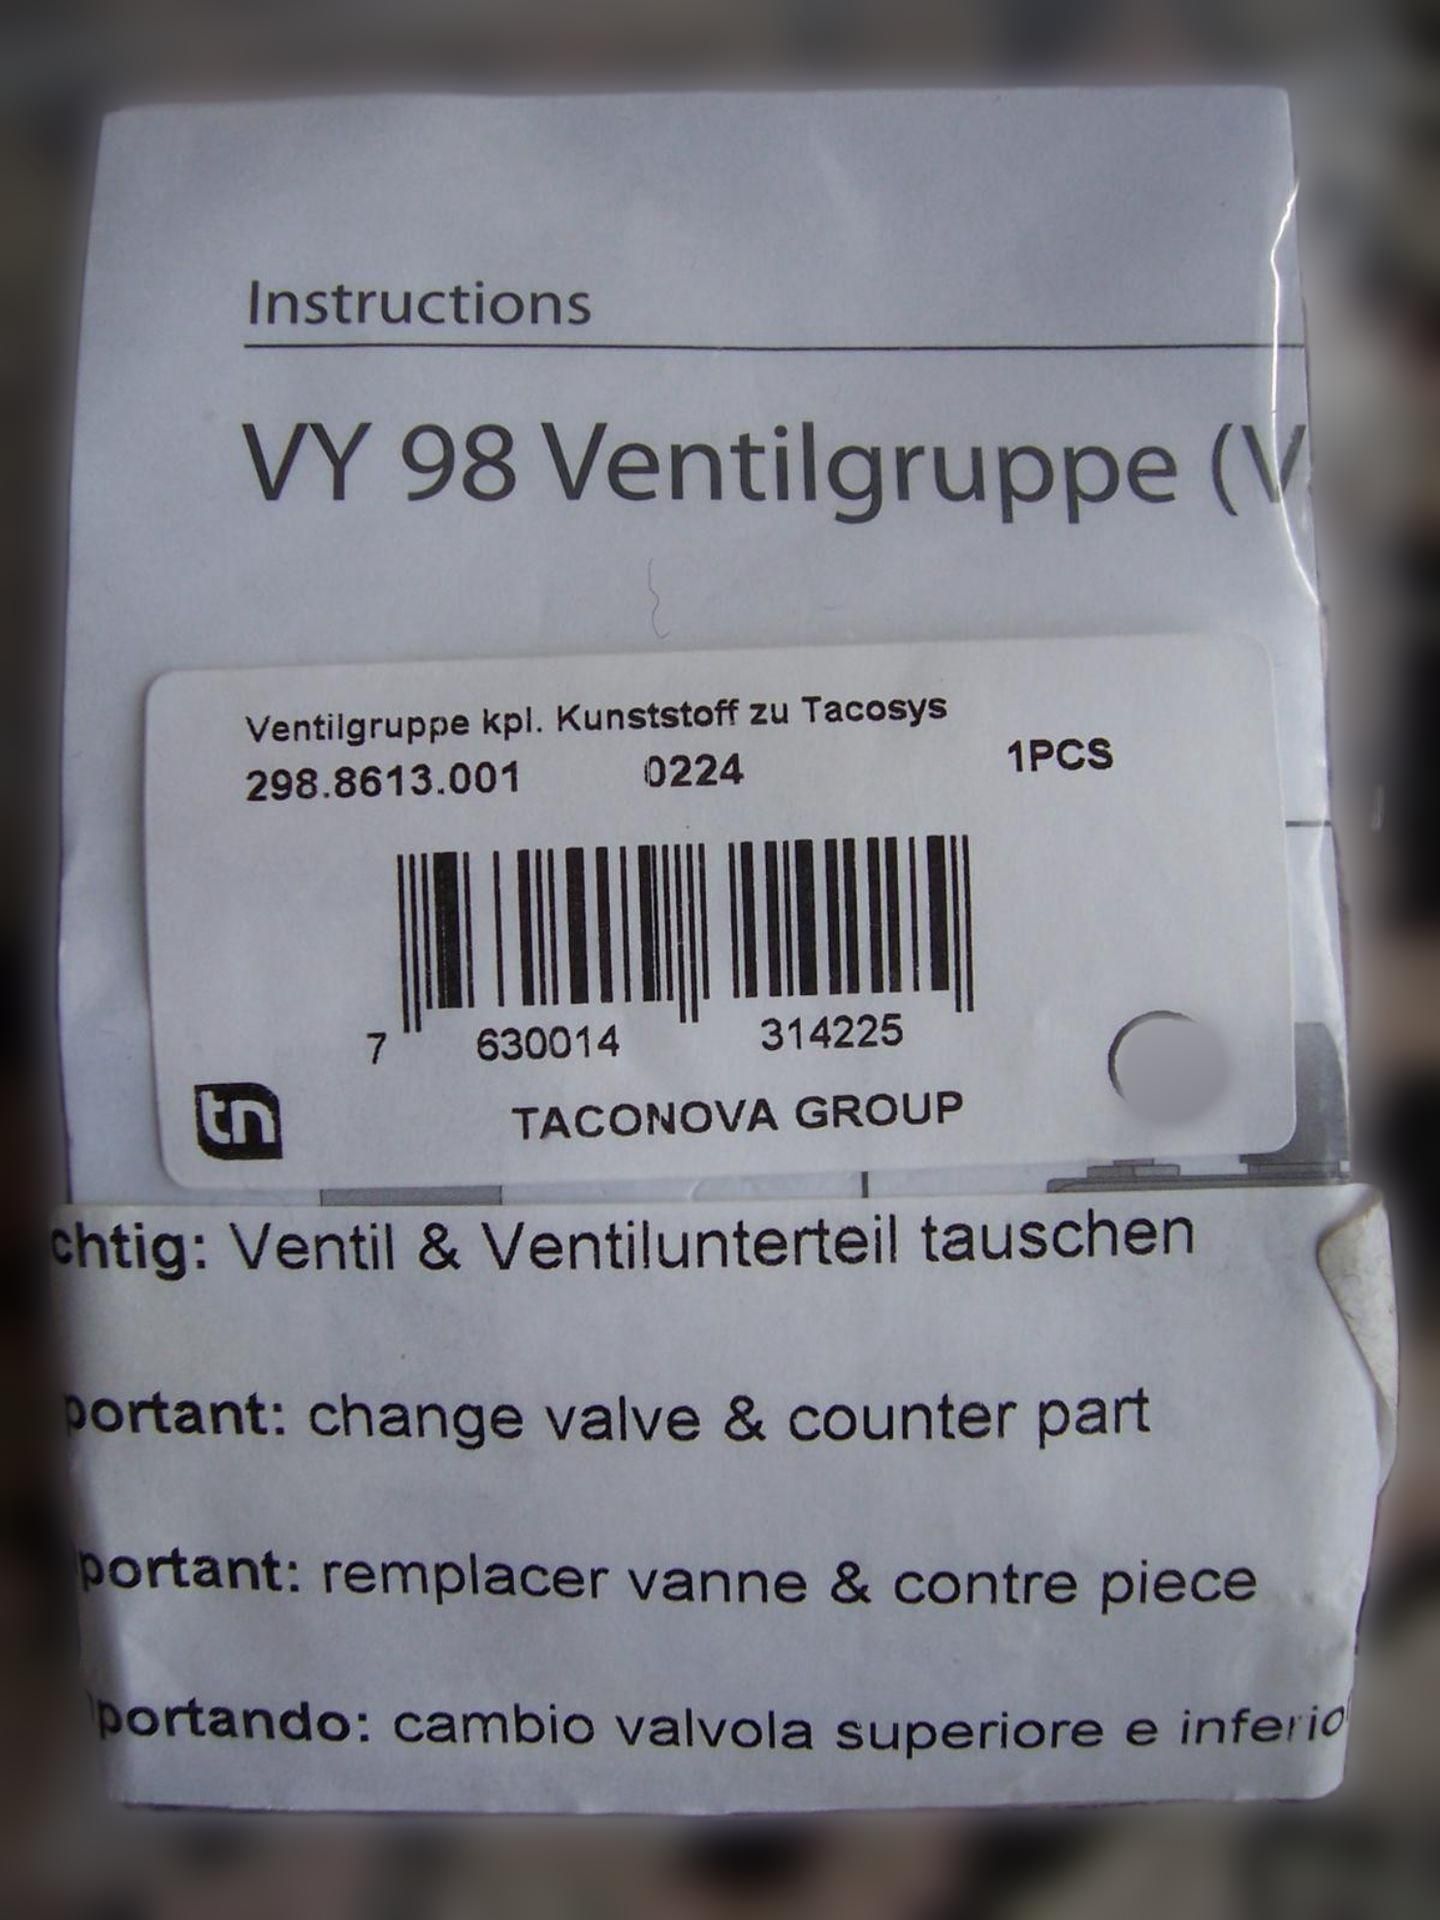 Instructions
VY 98 Ventilgruppe (V
Ventilgruppe kpl. Kunststoff zu Tacosys
298.8613.001 0224 1PCS
7 630014 314225
tn TACONOVA GROUP
chtig: Ventil & Ventilunterteil tauschen
portant: change valve & counter part
portant: remplacer vanne & contre piece
portando: cambio valvola superiore e inferio